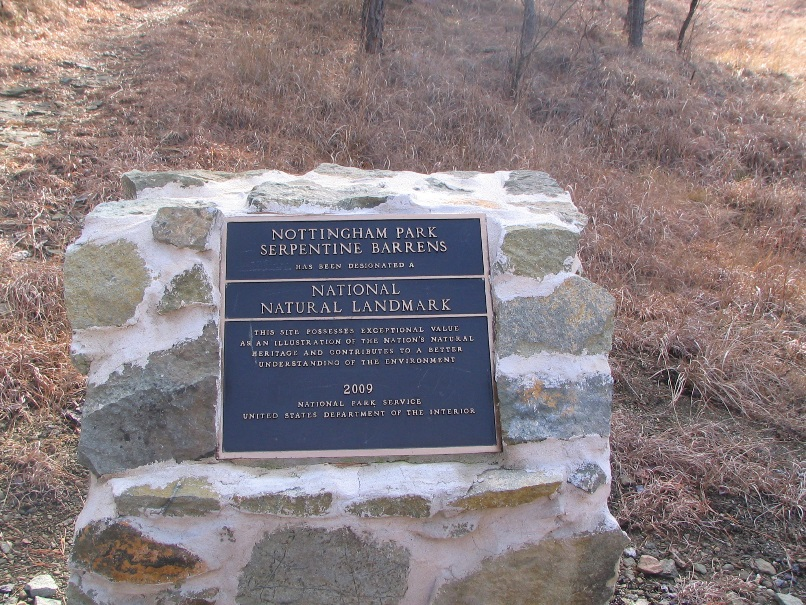 NOTTINGHAM PARK
SERPENTINE BARRENS
HAS BEEN DESIGNATED A
NATIONAL
NATURAL LANDMARK
THIS SITE POSSESSES EXCEPTIONAL VALUE
AS AN ILLUSTRATION OF THE NATION'S NATURAL
HERITAGE AND CONTRIBUTES TO A BETTER
UNDERSTANDING OF THE ENVIRONMENT
2009
NATIONAL PARK SERVICE
UNITED STATES DEPARTMENT OF THE INTERIOR